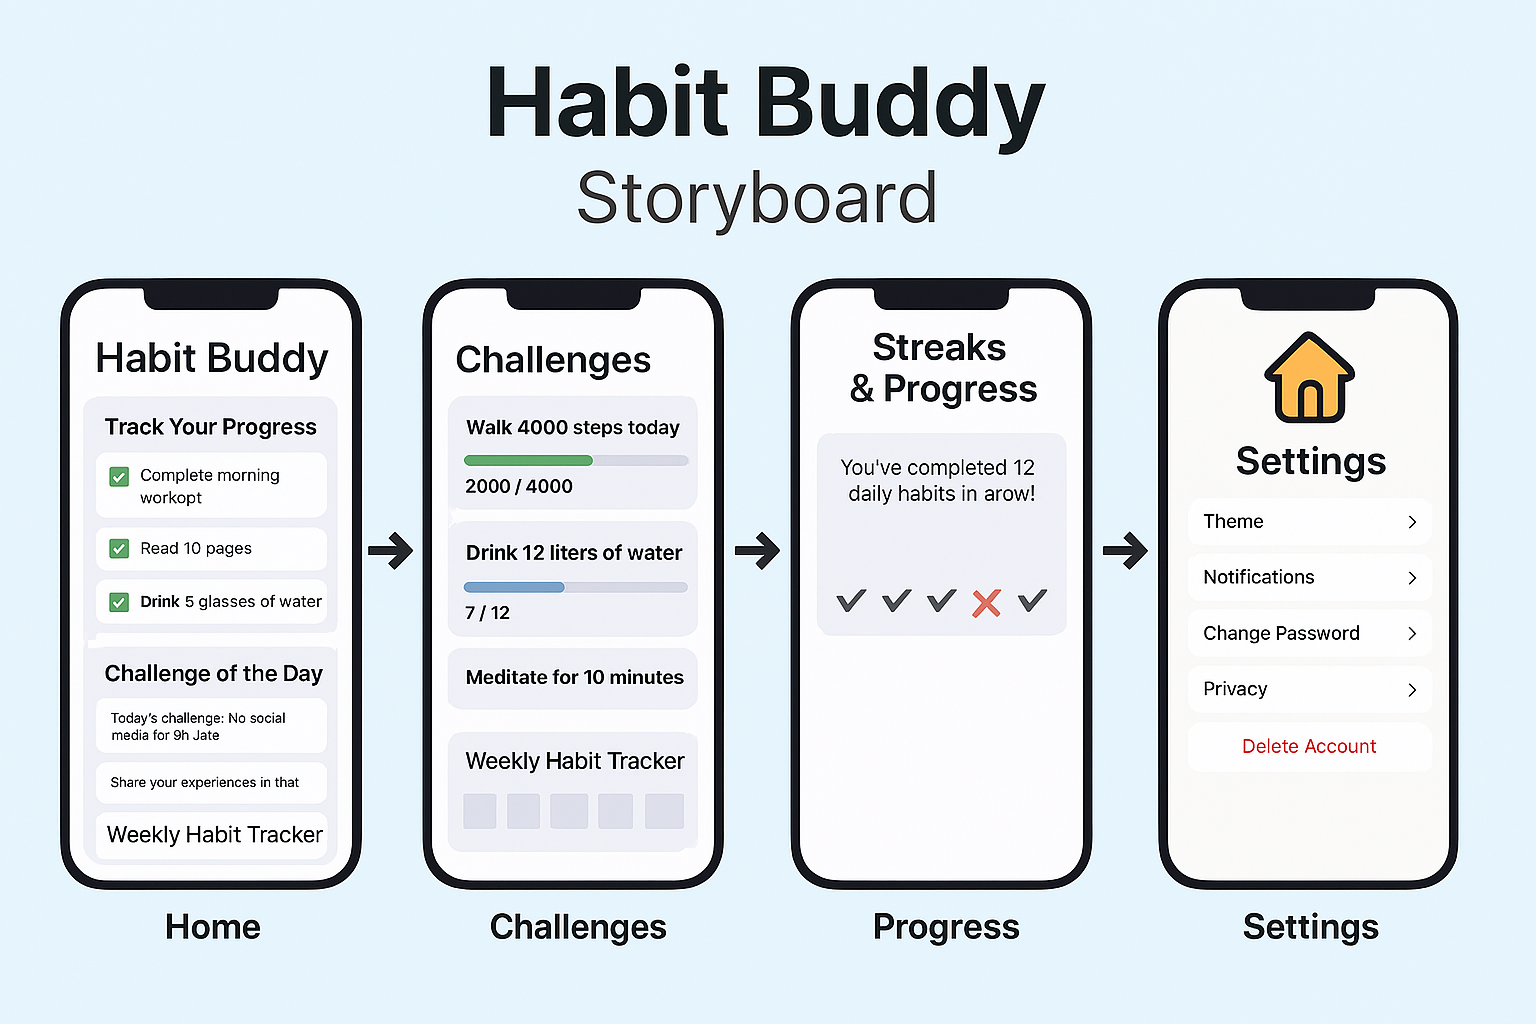 Habit Buddy
Storyboard
Habit Buddy
Track Your Progress
Complete morning
workopt
Read 10 pages
Drink 5 glasses of water
Challenge of the Day
Today's challenge: No social
media for 9h Jate
Share your experiences in that
Weekly Habit Tracker
Home
Challenges
Walk 4000 steps today
2000 / 4000
Drink 12 liters of water
7 / 12
Meditate for 10 minutes
Weekly Habit Tracker
Challenges
Streaks
& Progress
You've completed 12
daily habits in arow!
Progress
Settings
Theme
Notifications
Change Password
Privacy
Delete Account
Settings